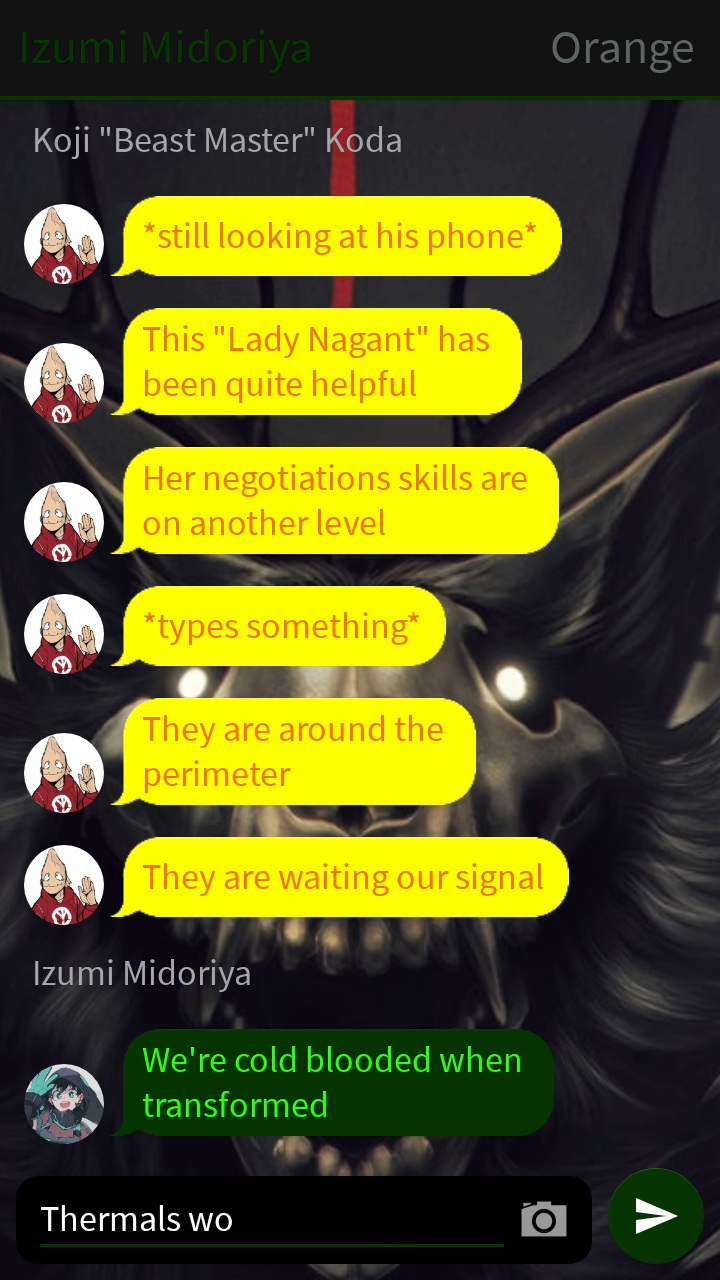 Izumi Midoriya
Orange
Koji "Beast Master" Koda
*still looking at his phone*
This "Lady Nagant" has
been quite helpful
Her negotiations skills are
on another level
*types something*
They are around the
perimeter
They are waiting our signal
Izumi Midoriya
We're cold blooded when
transformed
Thermals wo